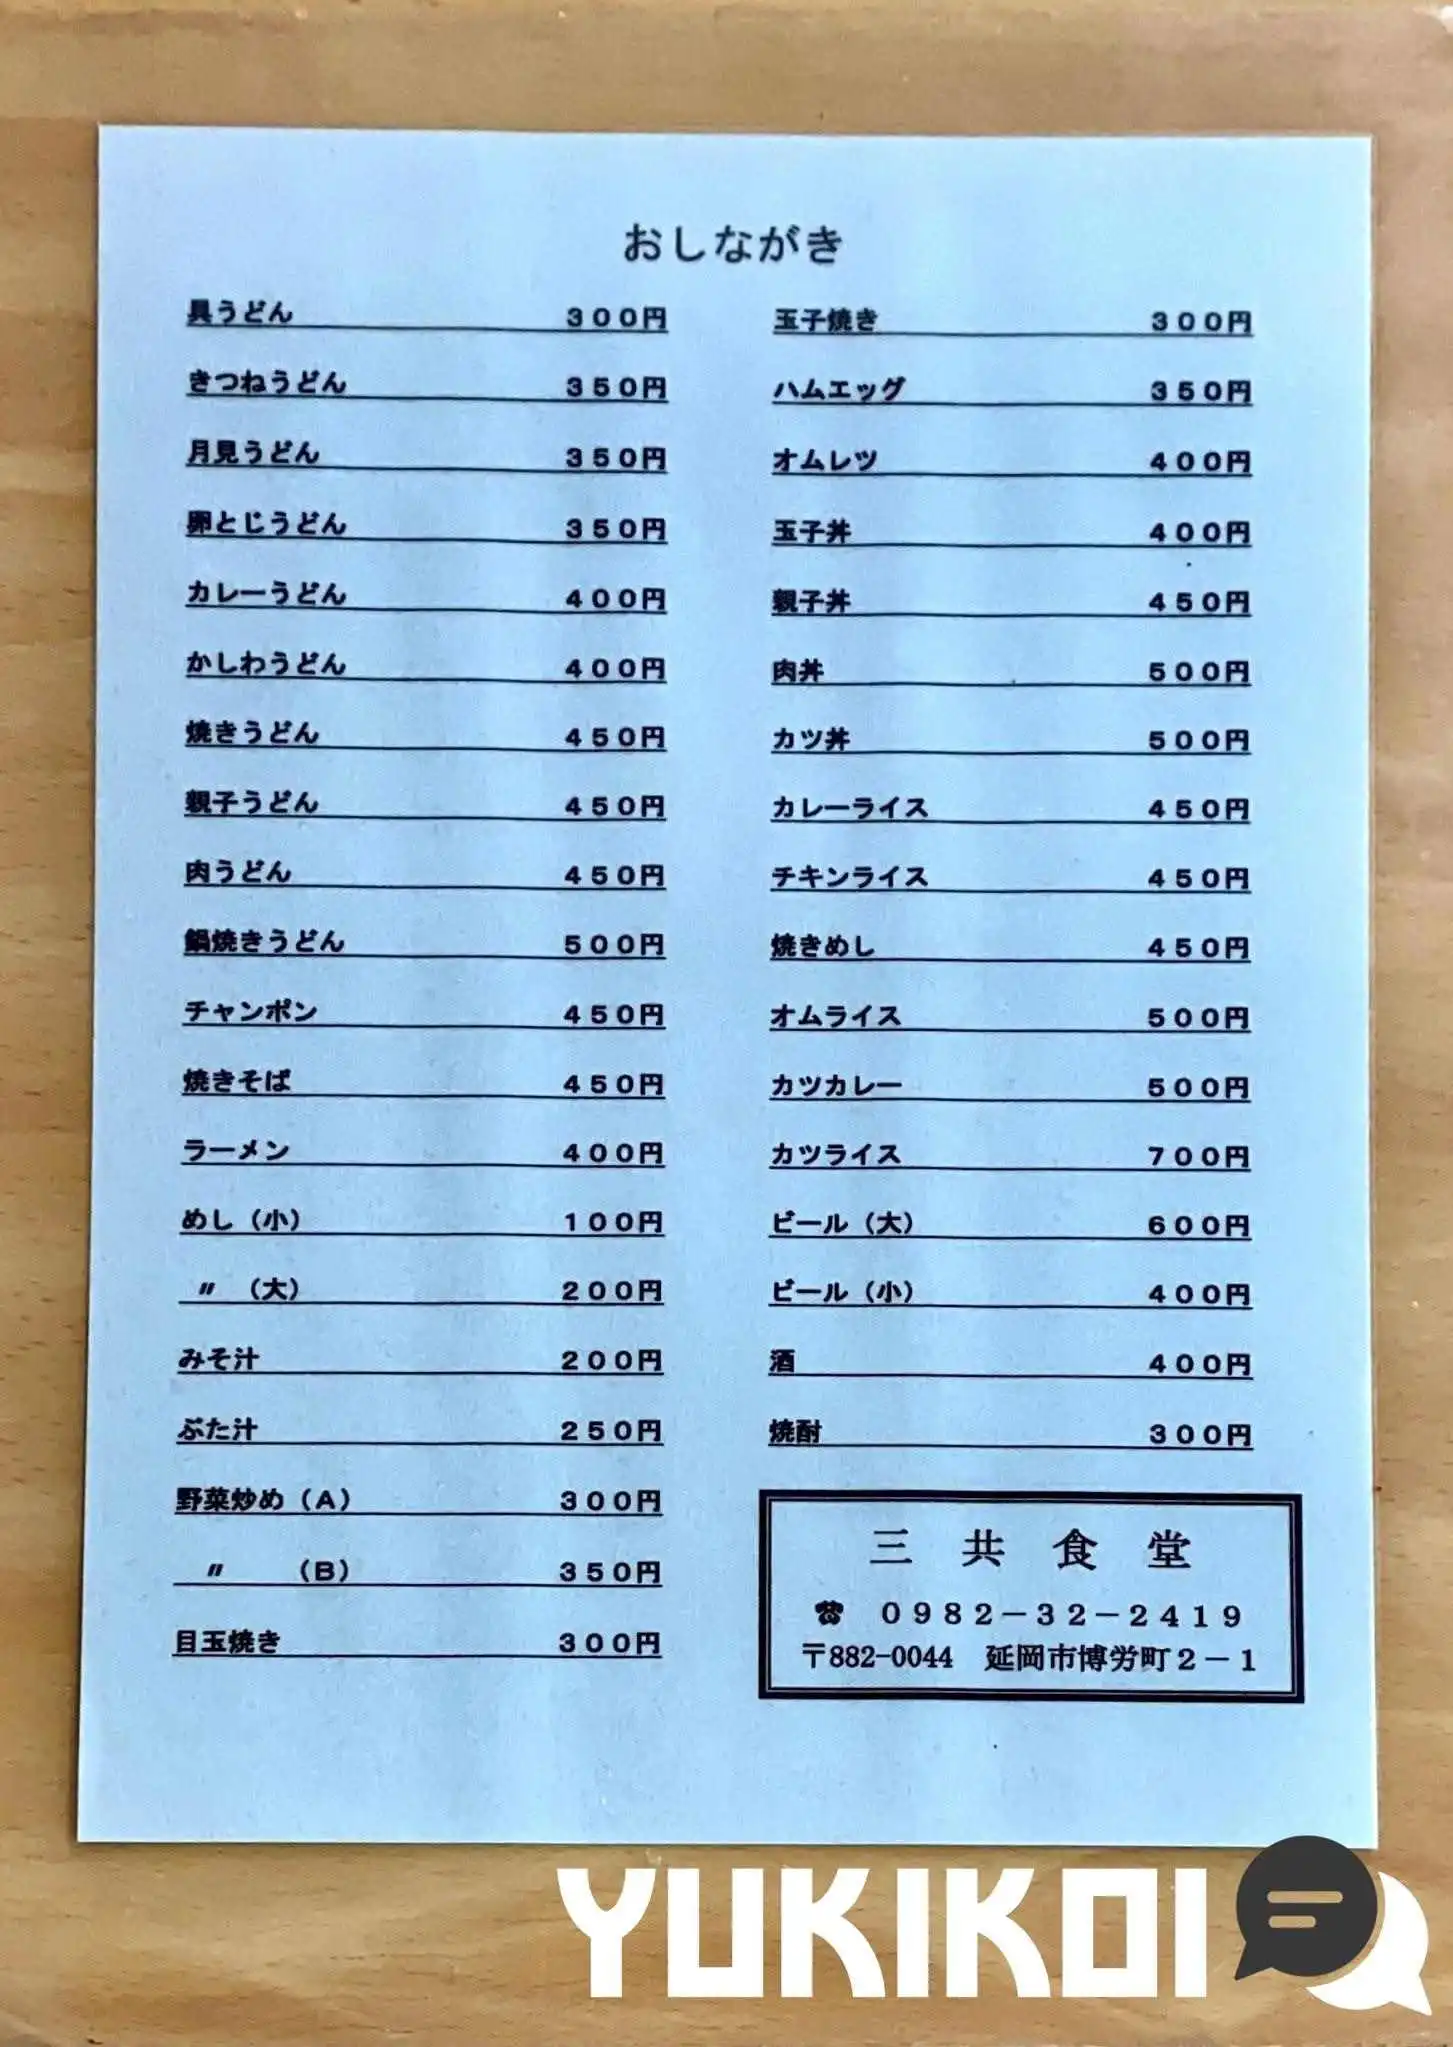 おしながき
具うどん 300円
きつねうどん 350円
月見うどん 350円
卵とじうどん 350円
カレーうどん 400円
かしわうどん 400円
焼きうどん 450円
親子うどん 450円
肉うどん 450円
鍋焼きうどん 500円
チャンポン 450円
焼きそば 450円
ラーメン 400円
めし（小） 100円
〃 （大） 200円
みそ汁 200円
ぶた汁 250円
野菜炒め（A） 300円
〃 （B） 350円
目玉焼き 300円
玉子焼き 300円
ハムエッグ 350円
オムレツ 400円
玉子丼 400円
親子丼 450円
肉丼 500円
カツ丼 500円
カレーライス 450円
チキンライス 450円
焼きめし 450円
オムライス 500円
カツカレー 500円
カツライス 700円
ビール（大） 600円
ビール（小） 400円
酒 400円
焼酎 300円
三共食堂
☎ 0982－32－2419
〒882-0044 延岡市博労町2－1
YUKIKOI